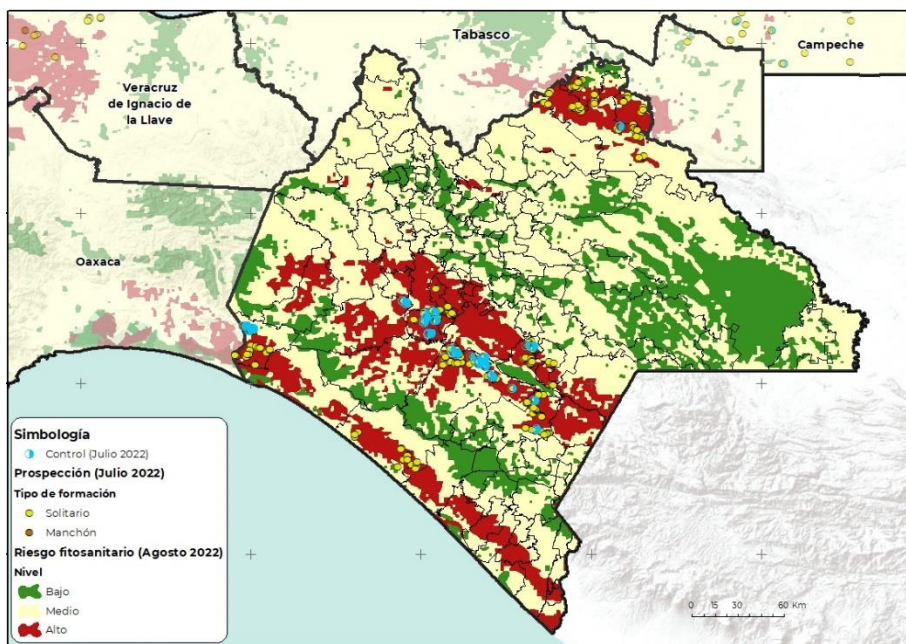 Tabasco
Campeche
Veracruz
de Ignacio de
la Llave
Oaxaca
Simbología
Control (Julio 2022)
Prospección (Julio 2022)
Tipo de formación
Solitario
Manchón
Riesgo fitosanitario (Agosto 2022)
Nivel
Bajo
Medio
Alto
0 15 30 60 Km